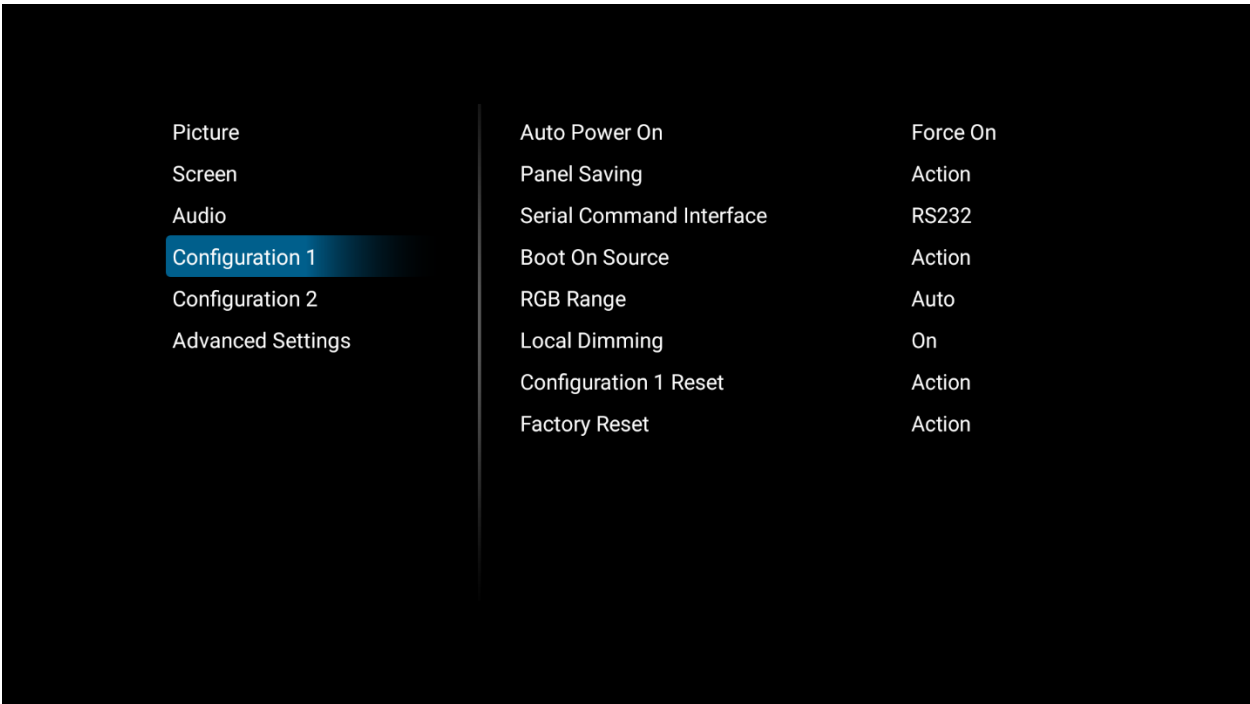 Picture
Screen
Audio
Configuration 1
Configuration 2
Advanced Settings
Auto Power On Force On
Panel Saving Action
Serial Command Interface RS232
Boot On Source Action
RGB Range Auto
Local Dimming On
Configuration 1 Reset Action
Factory Reset Action